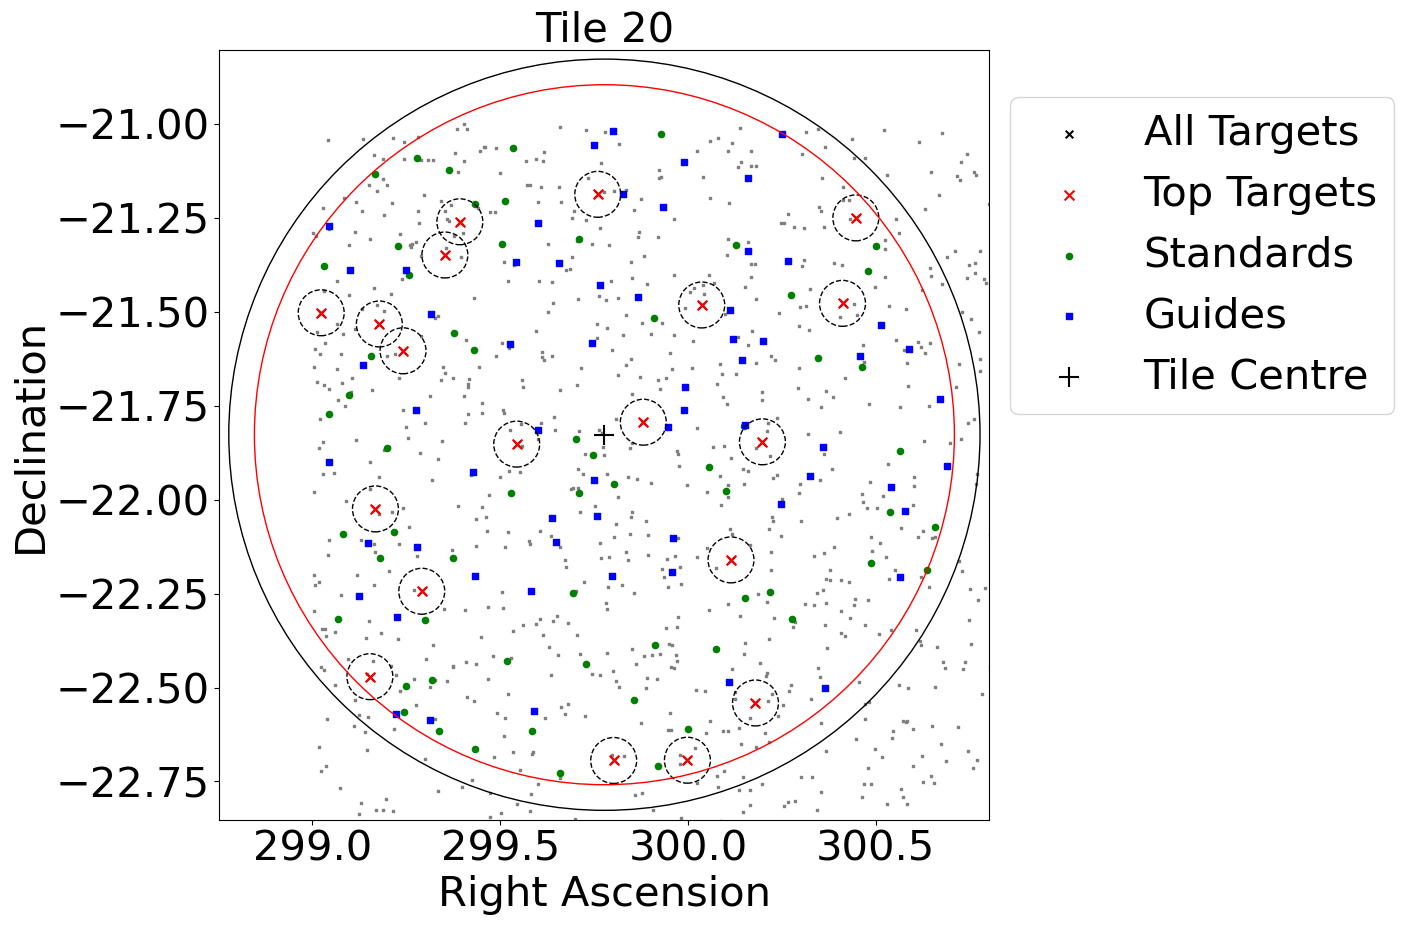 Tile 20
−21.00
−21.25
−21.50
−21.75
−22.00
−22.25
−22.50
−22.75
Declination
299.0 299.5 300.0 300.5
Right Ascension
All Targets
Top Targets
Standards
Guides
Tile Centre